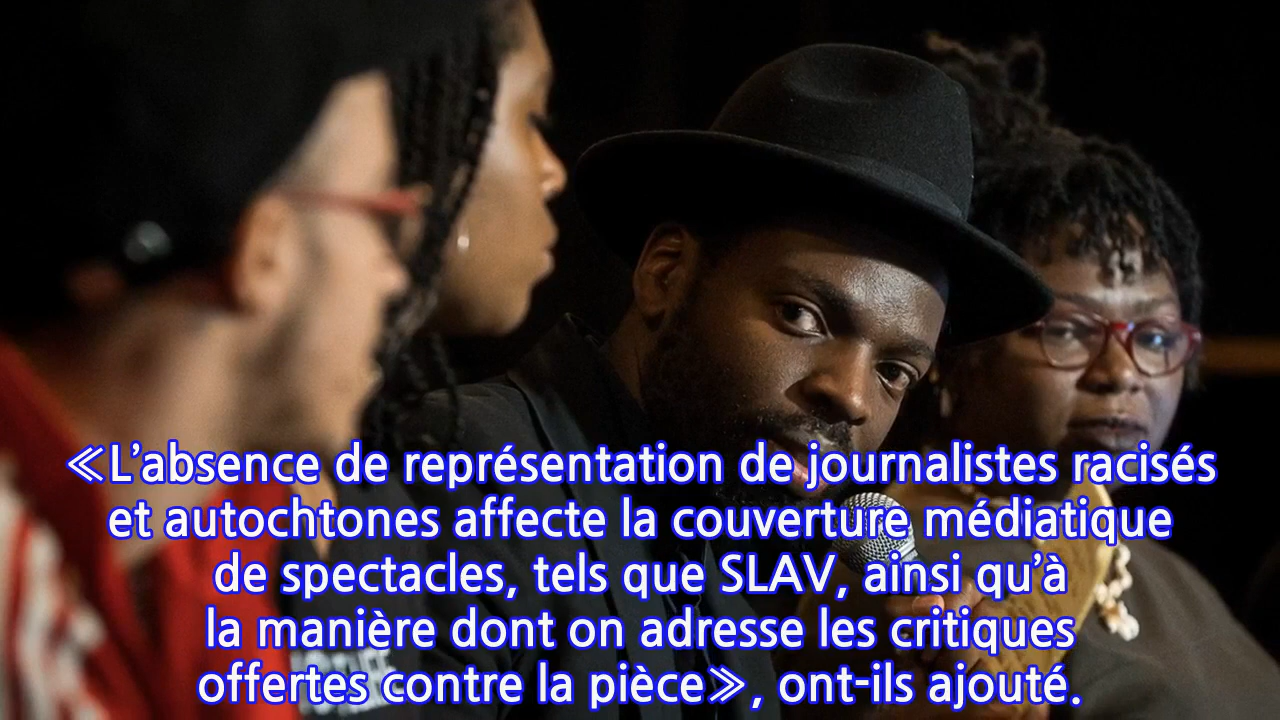 ≪L’absence de représentation de journalistes racisés
et autochtones affecte la couverture médiatique
de spectacles, tels que SLAV, ainsi qu’à
la manière dont on adresse les critiques
offertes contre la pièce≫, ont-ils ajouté.